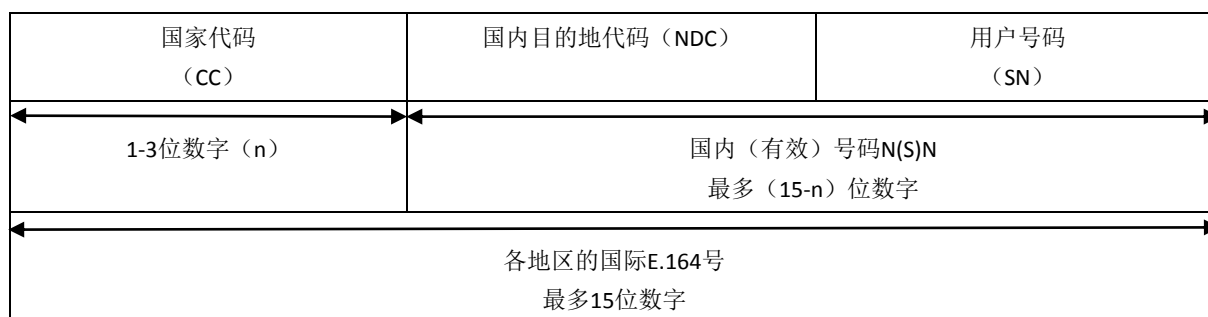 国家代码
（CC）
国内目的地代码（NDC）
用户号码
（SN）
1-3位数字（n）
国内（有效）号码N(S)N
最多（15-n）位数字
各地区的国际E.164号
最多15位数字